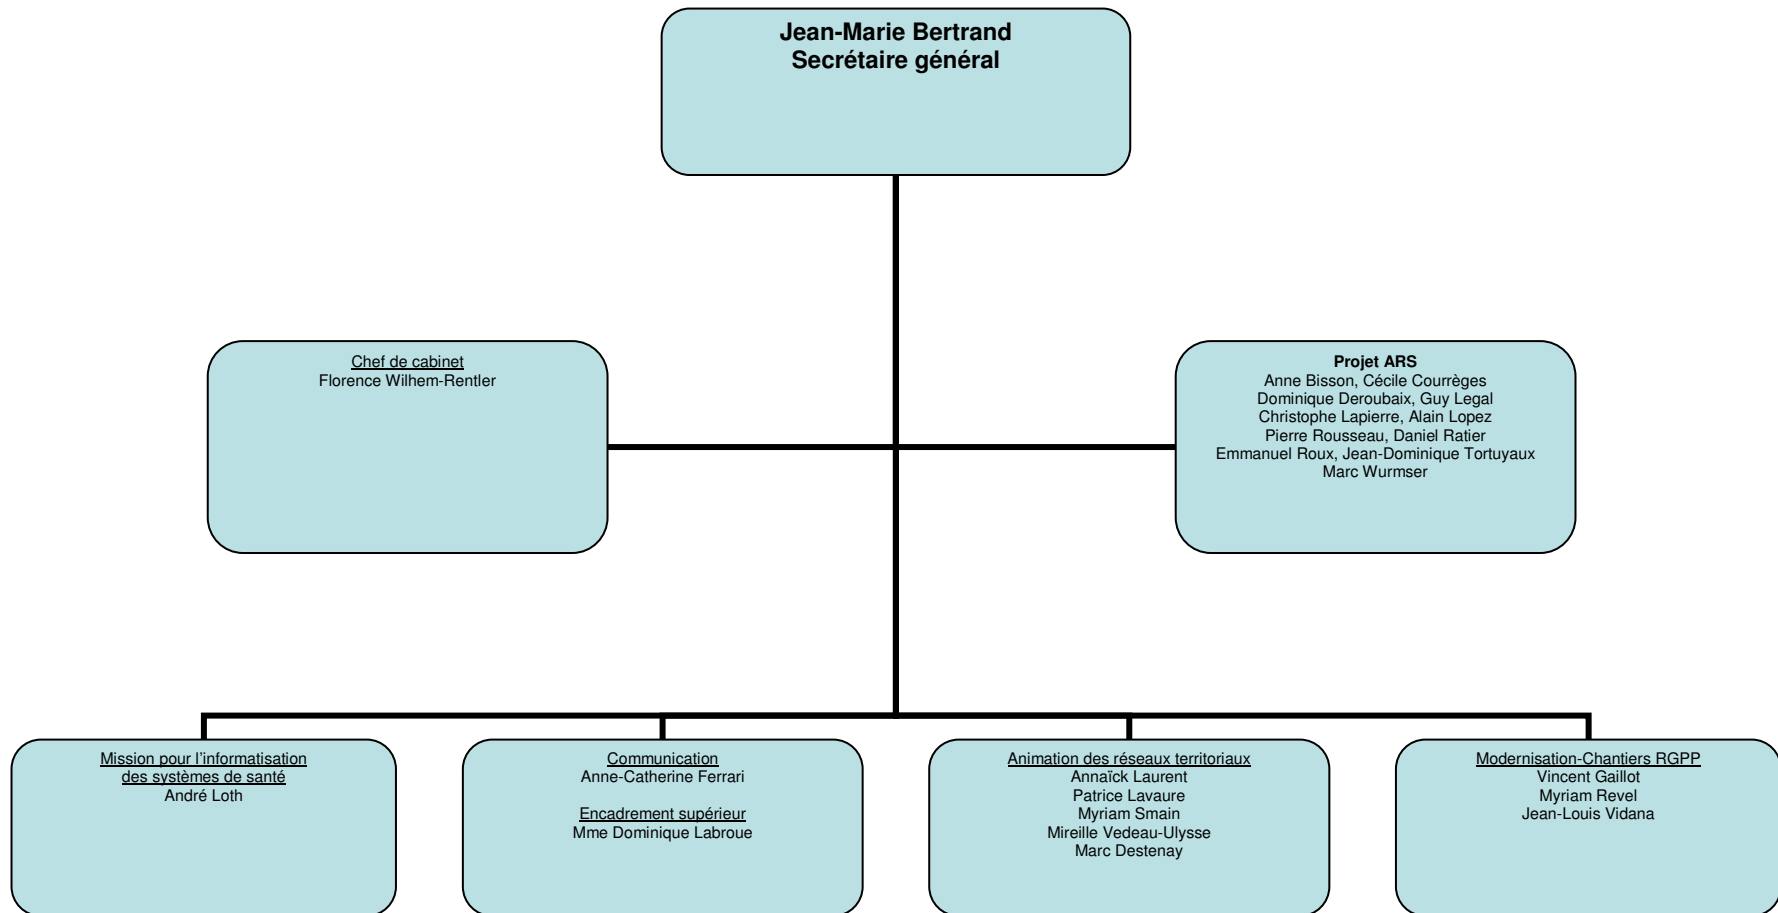 Jean-Marie Bertrand
Secrétaire général
Chef de cabinet
Florence Wilhem-Rentler
Projet ARS
Anne Bisson, Cécile Courrèges
Dominique Deroubaix, Guy Legal
Christophe Lapierre, Alain Lopez
Pierre Rousseau, Daniel Ratier
Emmanuel Roux, Jean-Dominique Tortuyaux
Marc Wurmser
Mission pour l'informatisation
des systèmes de santé
André Loth
Communication
Anne-Catherine Ferrari
Encadrement supérieur
Mme Dominique Labroue
Animation des réseaux territoriaux
Annaïck Laurent
Patrice Lavaure
Myriam Smain
Mireille Vedeau-Ulysse
Marc Destenay
Modernisation-Chantiers RGPP
Vincent Gaillot
Myriam Revel
Jean-Louis Vidana